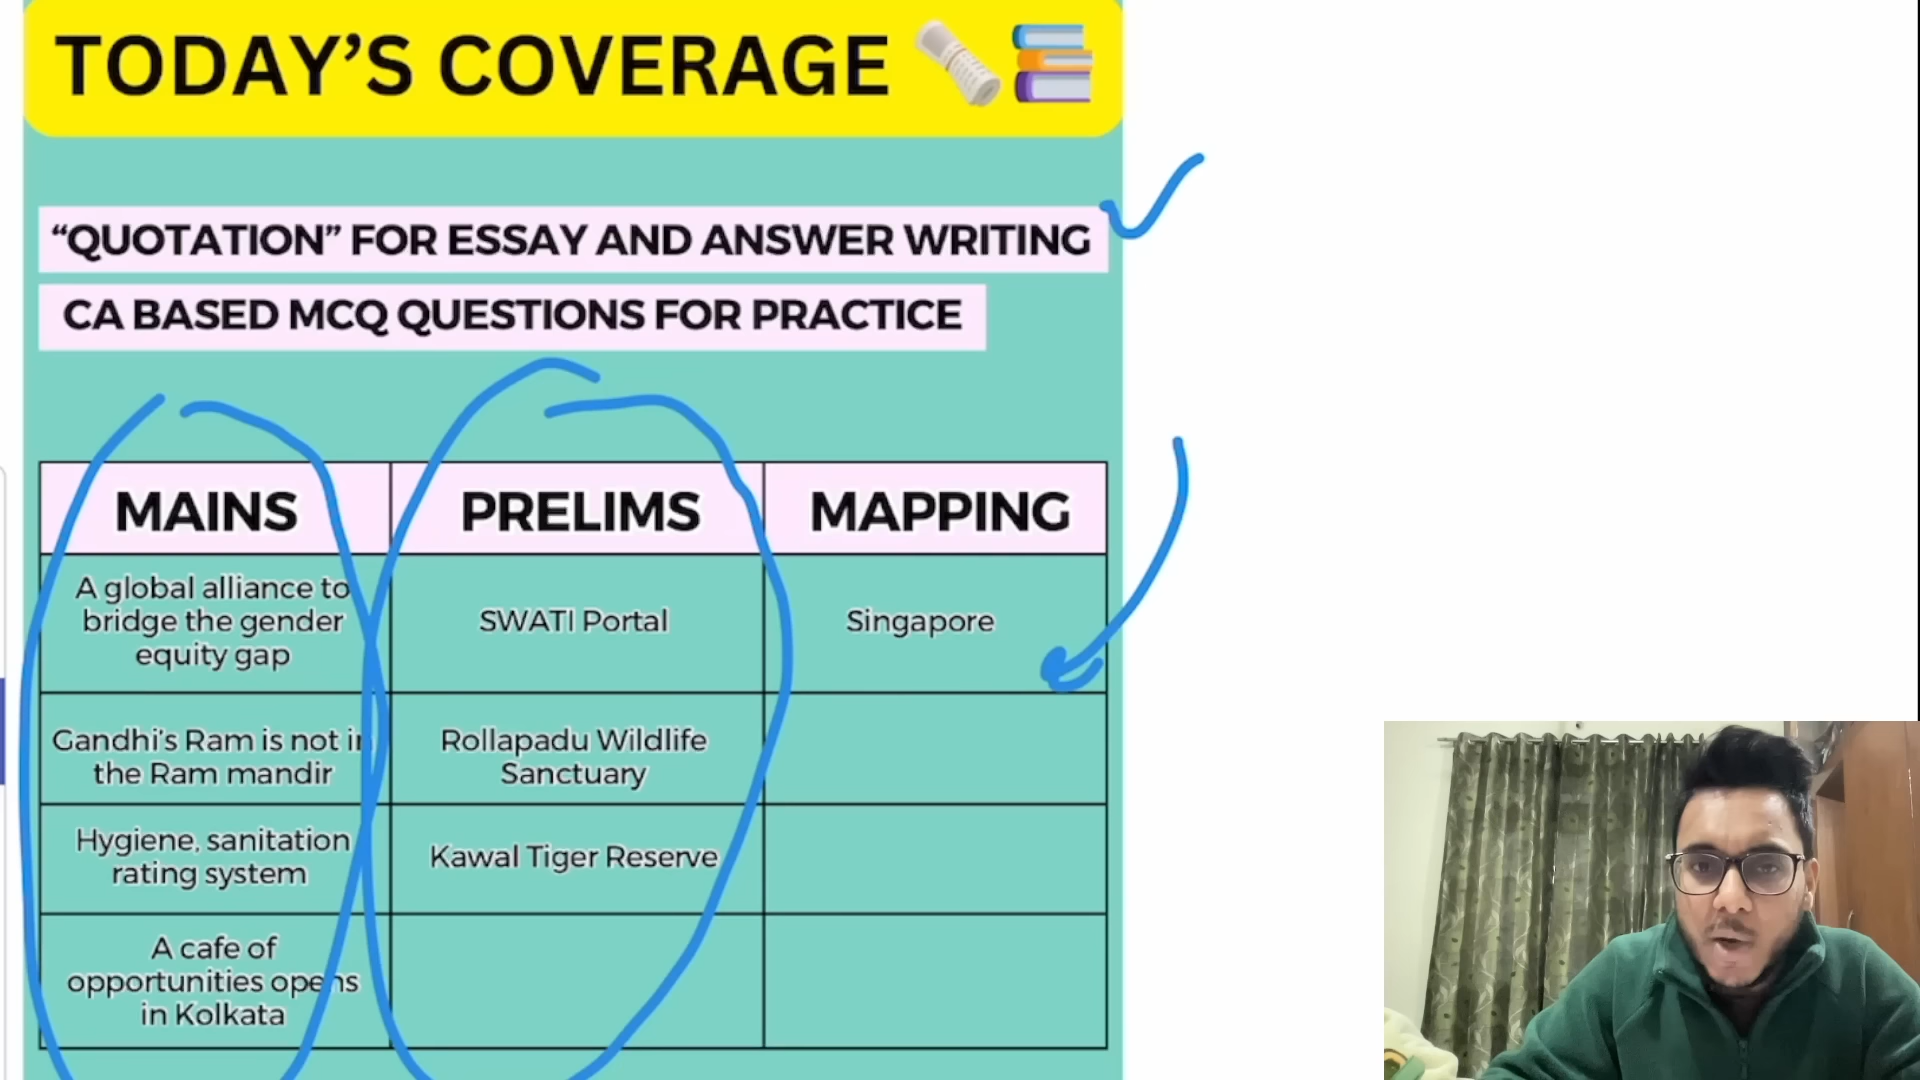 TODAY’S COVERAGE
“QUOTATION” FOR ESSAY AND ANSWER WRITING
CA BASED MCQ QUESTIONS FOR PRACTICE
MAINS
PRELIMS
MAPPING
A global alliance to
bridge the gender
equity gap
SWATI Portal
Singapore
Gandhi's Ram is not in
the Ram mandir
Rollapadu Wildlife
Sanctuary
Hygiene, sanitation
rating system
Kawal Tiger Reserve
A cafe of
opportunities opens
in Kolkata